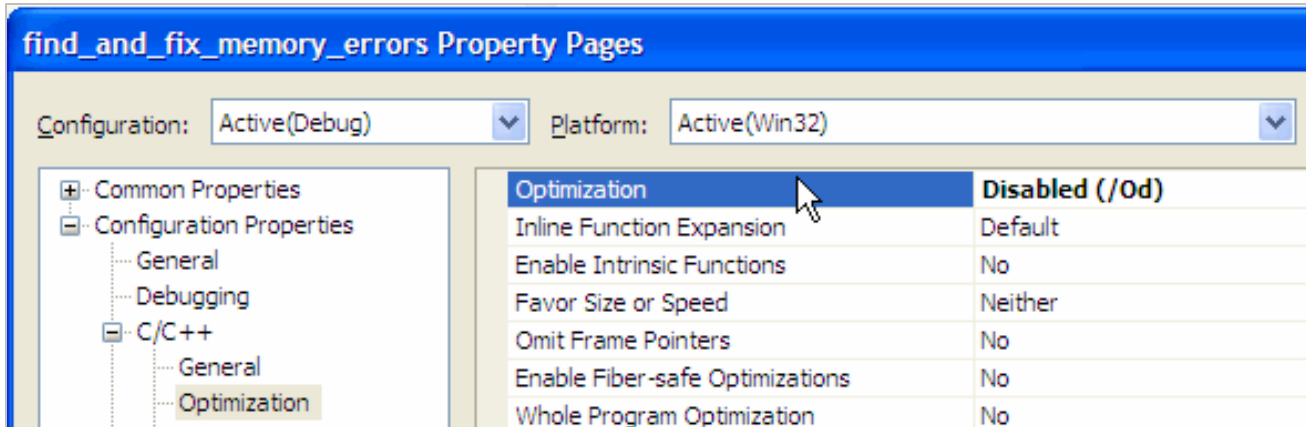 find_and_fix_memory_errors Property Pages
Configuration: Active(Debug) Platform: Active(Win32)
Common Properties
Configuration Properties
General
Debugging
C/C++
General
Optimization
Optimization Disabled (/Od)
Inline Function Expansion Default
Enable Intrinsic Functions No
Favor Size or Speed Neither
Omit Frame Pointers No
Enable Fiber-safe Optimizations No
Whole Program Optimization No